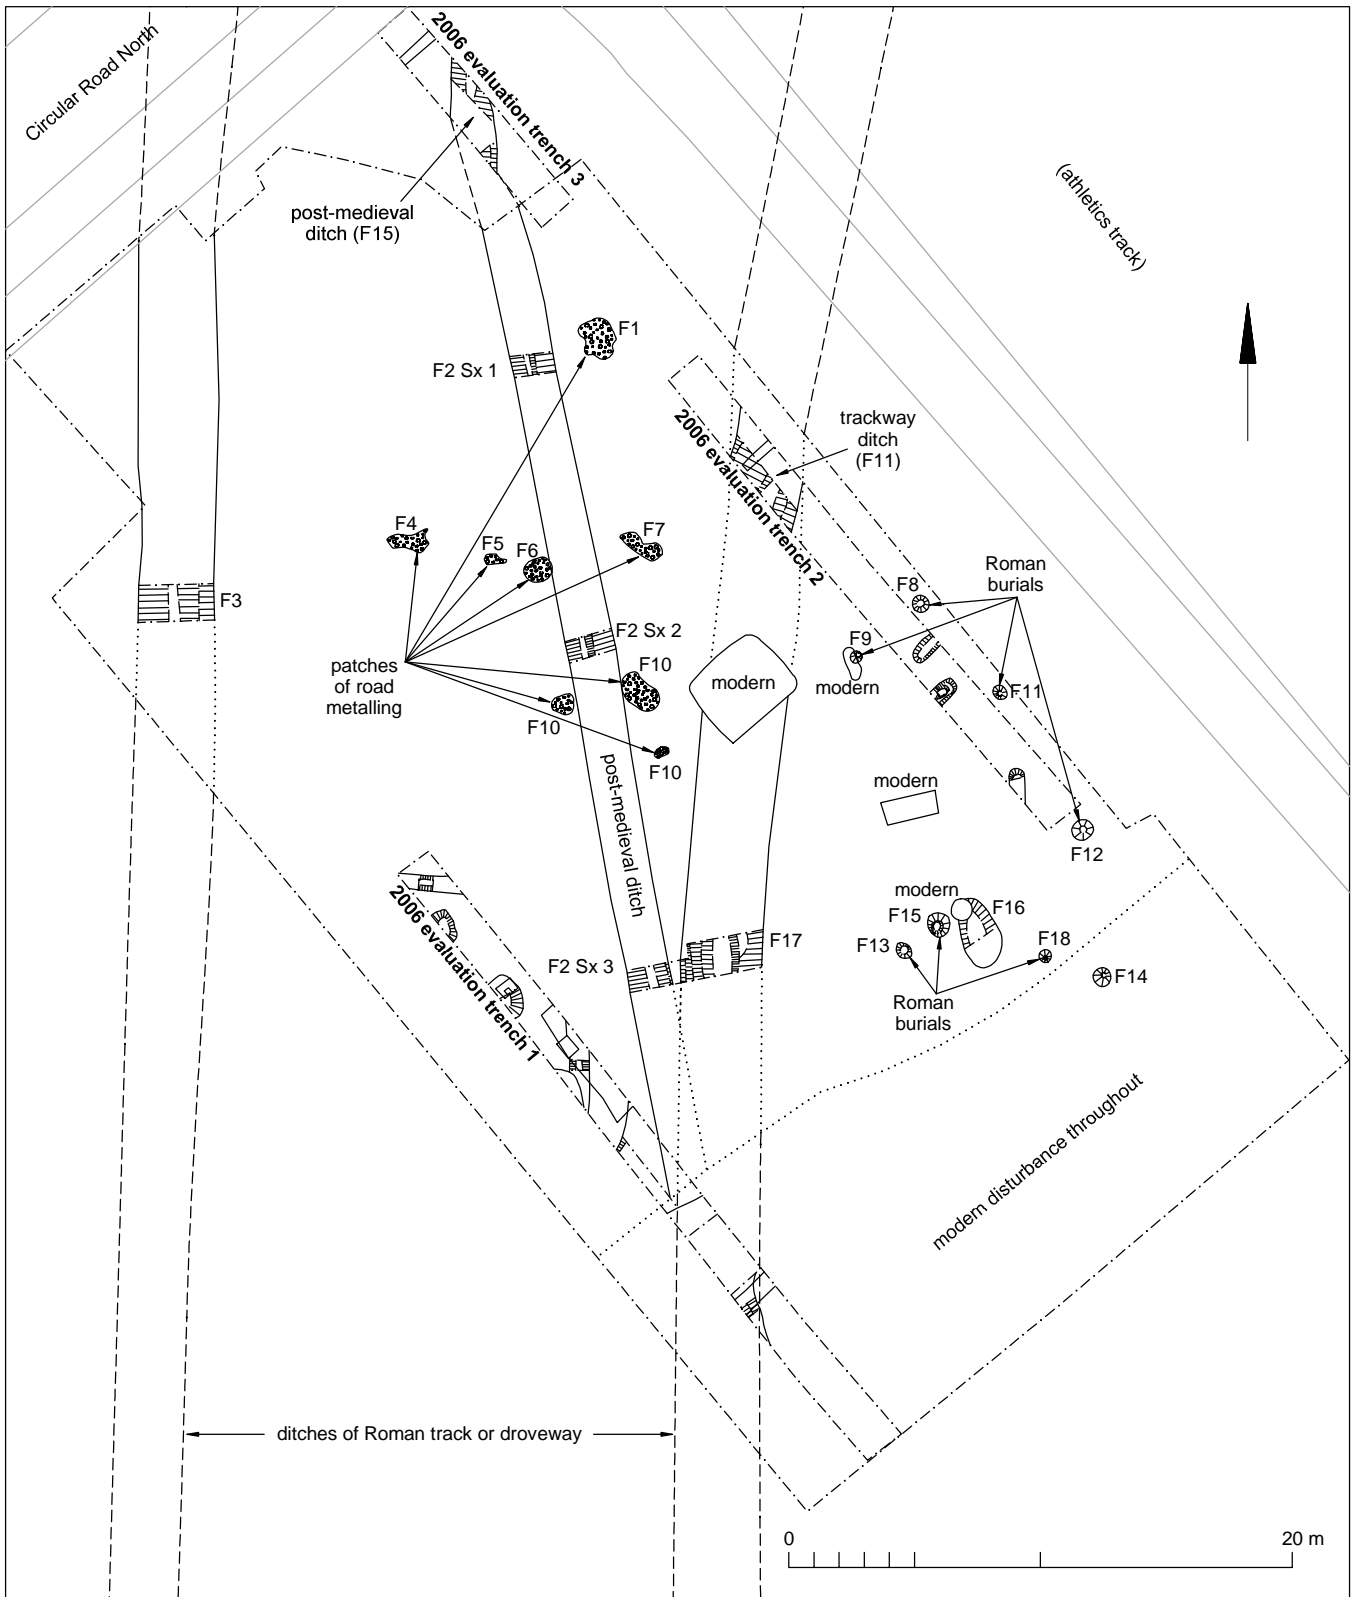 Circular Road North
2006 evaluation trench 3
(athletics track)
post-medieval
ditch (F15)
F1
F2 Sx 1
2006 evaluation trench 2
trackway
ditch
(F11)
F4
F5
F6
F7
Roman
burials
F8
F3
F2 Sx 2
F9
modern
F10
modern
F11
patches
of road
metalling
F10
F10
post-medieval ditch
modern
F12
2006 evaluation trench 1
modern
F15
F16
F13
F17
F18
F2 Sx 3
F14
Roman
burials
modern disturbance throughout
ditches of Roman track or droveway
0
20 m